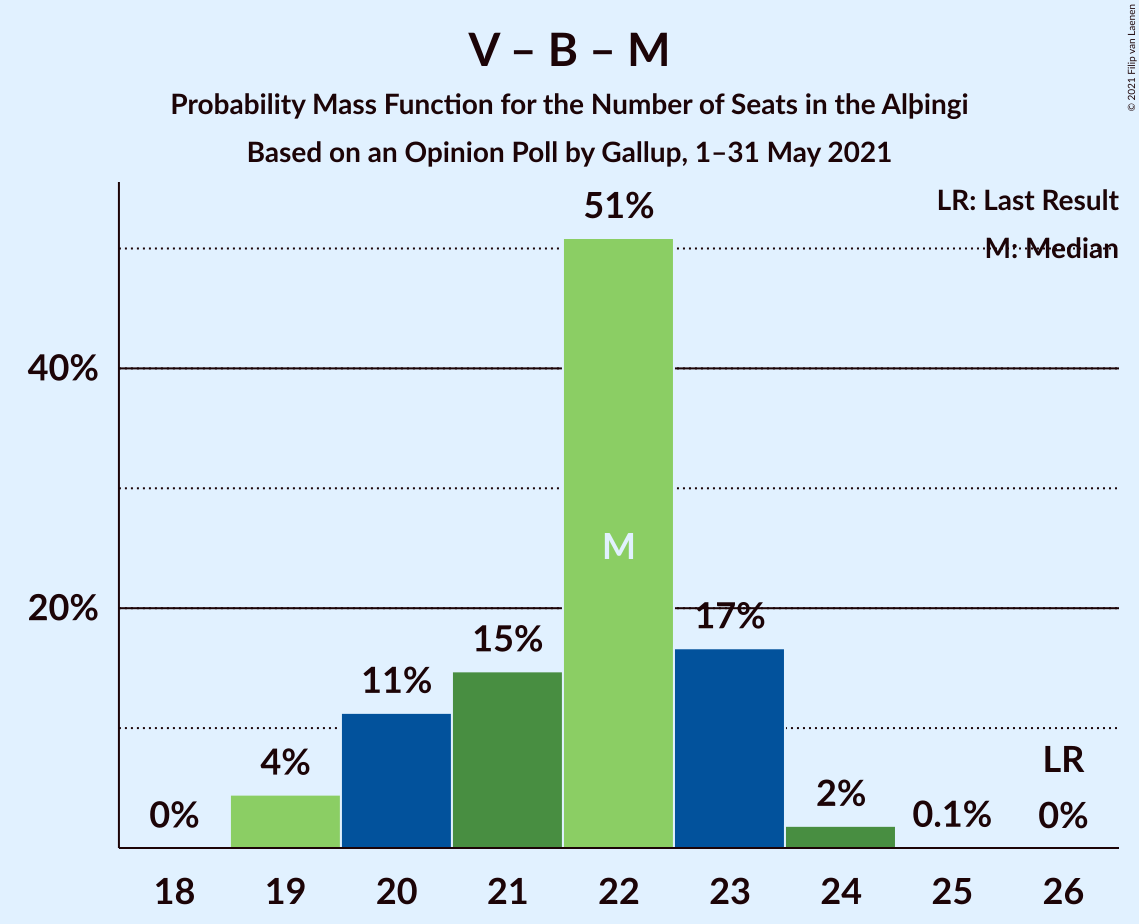 V – B – M
Probability Mass Function for the Number of Seats in the Alþingi
Based on an Opinion Poll by Gallup, 1–31 May 2021
© 2021 Filip van Laenen
LR: Last Result
M: Median
40%
20%
0%
4%
11%
15%
51%
M
17%
2%
0.1%
LR
0%
18
19
20
21
22
23
24
25
26